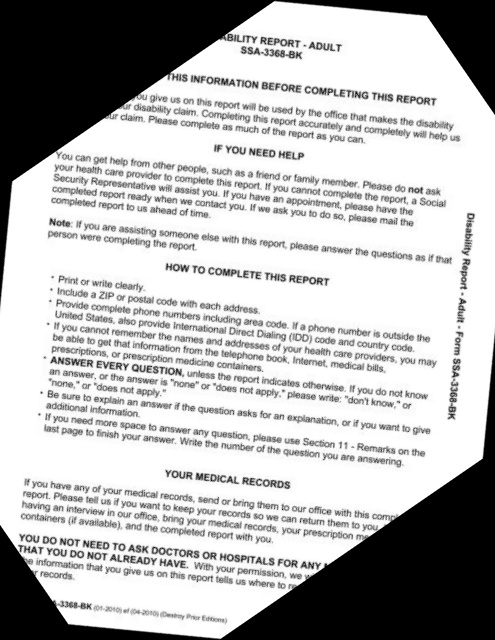 ABILITY REPORT - ADULT
SSA-3368-BK
THIS INFORMATION BEFORE COMPLETING THIS REPORT
you give us on this report will be used by the office that makes the disability
disability claim. Completing this report accurately and completely will help us
claim. Please complete as much of the report as you can.
IF YOU NEED HELP
You can get help from other people, such as a friend or family member. Please do not ask
your health care provider to complete this report. If you cannot complete the report, a Social
Security Representative will assist you. If you have an appointment, please have the
completed report ready when we contact you. If we ask you to do so, please mail the
completed report to us ahead of time.
Note: If you are assisting someone else with this report, please answer the questions as if that
person were completing the report.
HOW TO COMPLETE THIS REPORT
* Print or write clearly.
* Include a ZIP or postal code with each address.
* Provide complete phone numbers including area code. If a phone number is outside the
United States, also provide International Direct Dialing (IDD) code and country code.
* If you cannot remember the names and addresses of your health care providers, you may
be able to get that information from the telephone book, Internet, medical bills,
prescriptions, or prescription medicine containers.
* ANSWER EVERY QUESTION, unless the report indicates otherwise. If you do not know
an answer, or the answer is "none" or "does not apply," please write: "don't know," or
"none," or "does not apply."
* Be sure to explain an answer if the question asks for an explanation, or if you want to give
additional information.
* If you need more space to answer any question, please use Section 11 - Remarks on the
last page to finish your answer. Write the number of the question you are answering.
YOUR MEDICAL RECORDS
If you have any of your medical records, send or bring them to our office with this
report. Please tell us if you want to keep your records so we can return them to you.
having an interview in our office, bring your medical records, your prescription
containers (if available), and the completed report with you.
YOU DO NOT NEED TO ASK DOCTORS OR HOSPITALS FOR ANY
THAT YOU DO NOT ALREADY HAVE. With your permission, we
information that you give us on this report tells us where to
records.
-3368-BK (01-2010) ef (04-2010) (Destroy Prior Editions)
Disability Report - Adult - Form SSA-3368-BK